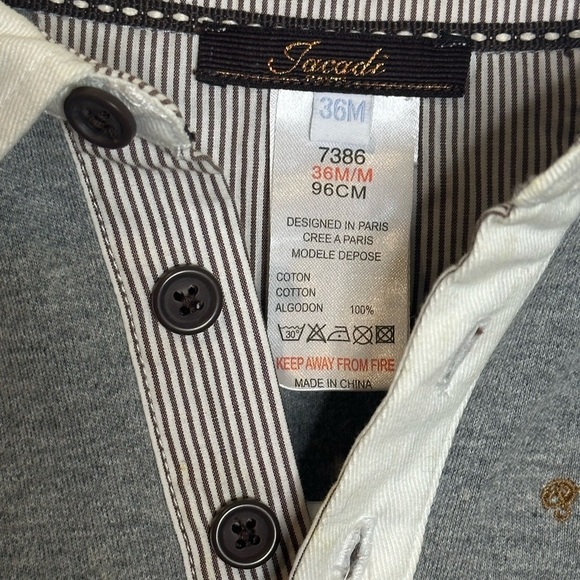 Jacadi
36M
7386
36M/M
96CM
DESIGNED IN PARIS
CREE A PARIS
MODELE DEPOSE
COTON
COTTON
ALGODON 100%
30°
KEEP AWAY FROM FIRE
MADE IN CHINA